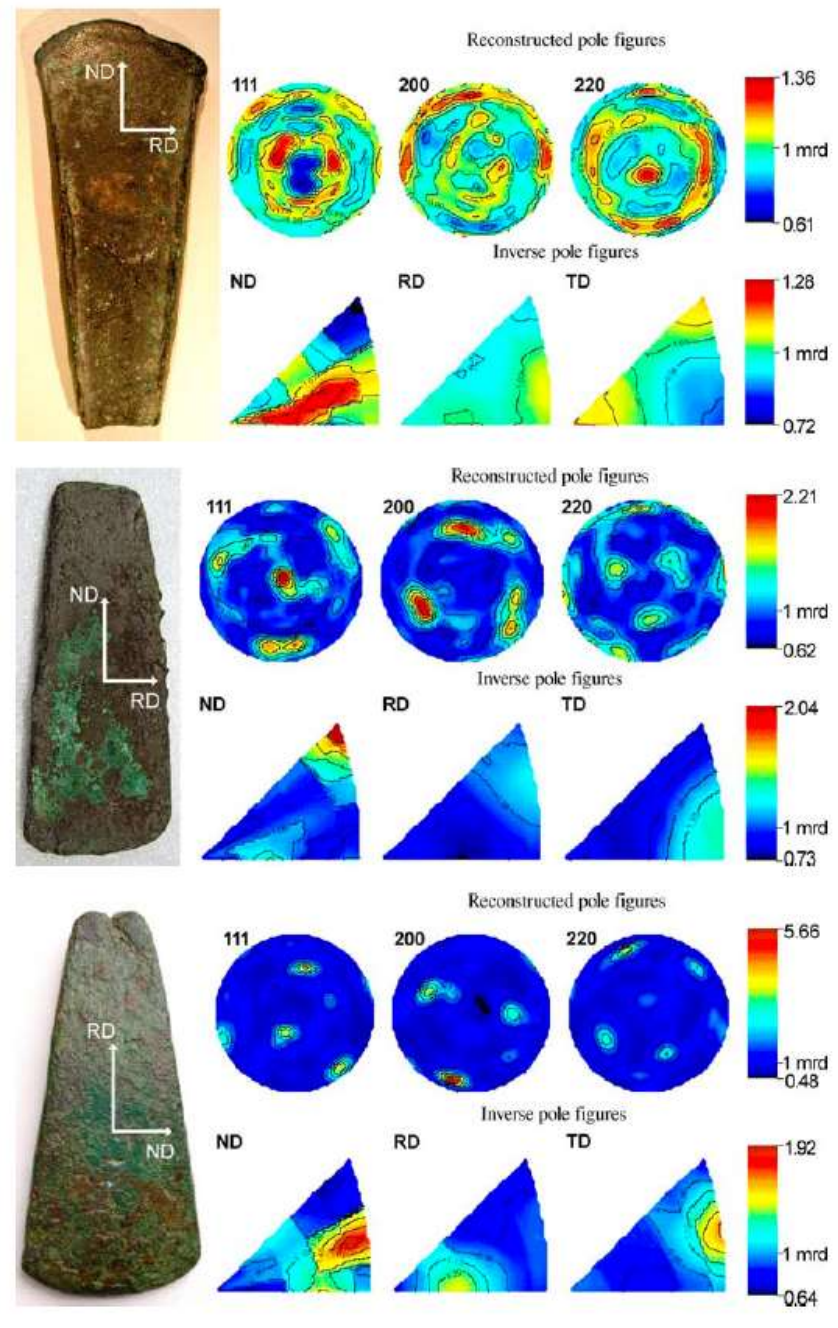 Reconstructed pole figures
ND
RD
111
200
220
1.36
1 mrd
0.61
Inverse pole figures
ND
RD
TD
1.28
1 mrd
0.72
Reconstructed pole figures
111
200
220
2.21
1 mrd
0.62
ND
RD
Inverse pole figures
ND
RD
TD
2.04
1 mrd
0.73
Reconstructed pole figures
111
200
220
5.66
1 mrd
0.48
RD
ND
Inverse pole figures
ND
RD
TD
1.92
1 mrd
0.64